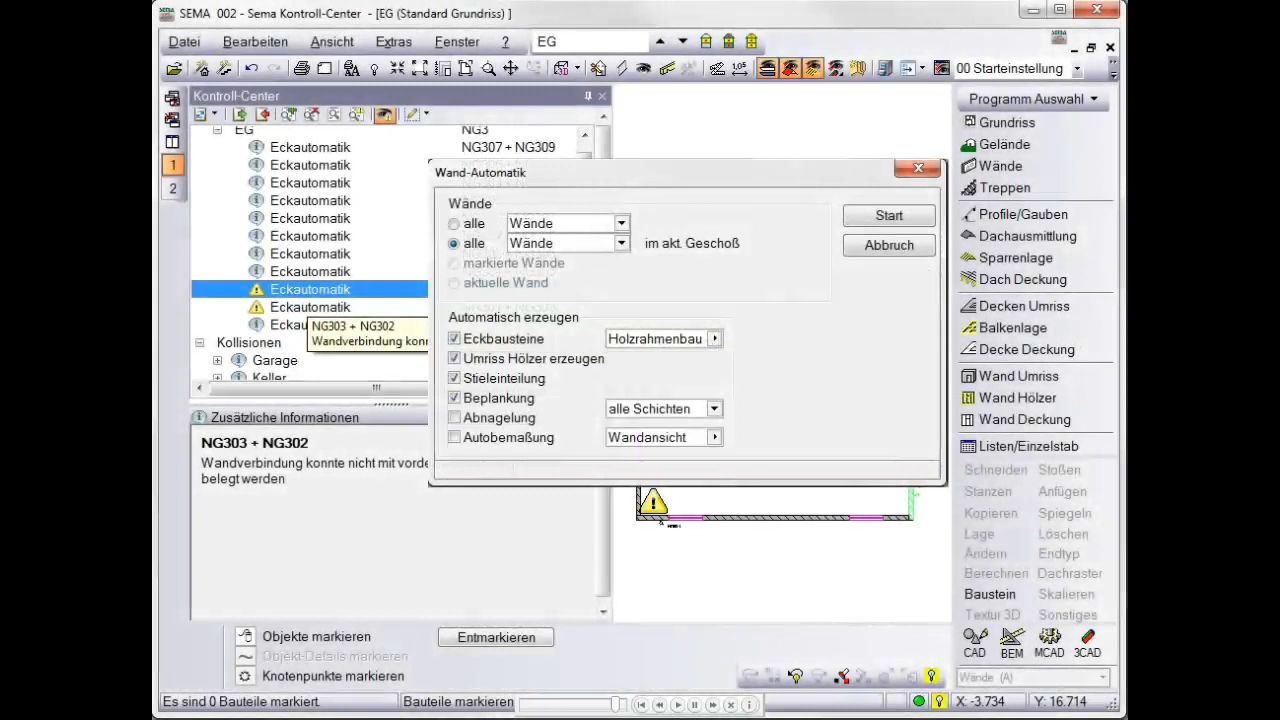 SEMA 002 - Sema Kontroll-Center - [EG (Standard Grundriss) ]
Datei Bearbeiten Ansicht Extras Fenster ? EG
00 Starteinstellung
Kontroll-Center
EG NG3
Eckautomatik NG307 + NG309
Eckautomatik
Eckautomatik
Eckautomatik
Eckautomatik
Eckautomatik
Eckautomatik
Eckautomatik
Eckautomatik
Eckautomatik
Ecka
NG303 + NG302
Wandverbindung konn
Kollisionen
Garage
Keller
Zusätzliche Informationen
NG303 + NG302
Wandverbindung konnte nicht mit vorde
belegt werden
Wand-Automatik
Wände
alle Wände
alle Wände im akt. Geschoß
markierte Wände
aktuelle Wand
Start
Abbruch
Automatisch erzeugen
Eckbausteine Holzrahmenbau
Umriss Hölzer erzeugen
Stieleinteilung
Beplankung
alle Schichten
Abnagelung
Autobemaßung Wandansicht
Programm Auswahl
Grundriss
Gelände
Wände
Treppen
Profile/Gauben
Dachausmittlung
Sparrenlage
Dach Deckung
Decken Umriss
Balkenlage
Decke Deckung
Wand Umriss
Wand Hölzer
Wand Deckung
Listen/Einzelstab
Schneiden Stoßen
Stanzen Anfügen
Kopieren Spiegeln
Lage Löschen
Ändern Endtyp
Berechnen Dachraster
Baustein Skalieren
Textur 3D Sonstiges
CAD BEM MCAD 3CAD
Wände (A)
Objekte markieren Entmarkieren
Objekt-Details markieren
Knotenpunkte markieren
1
2
Es sind 0 Bauteile markiert. Bauteile markieren X: -3.734 Y: 16.714